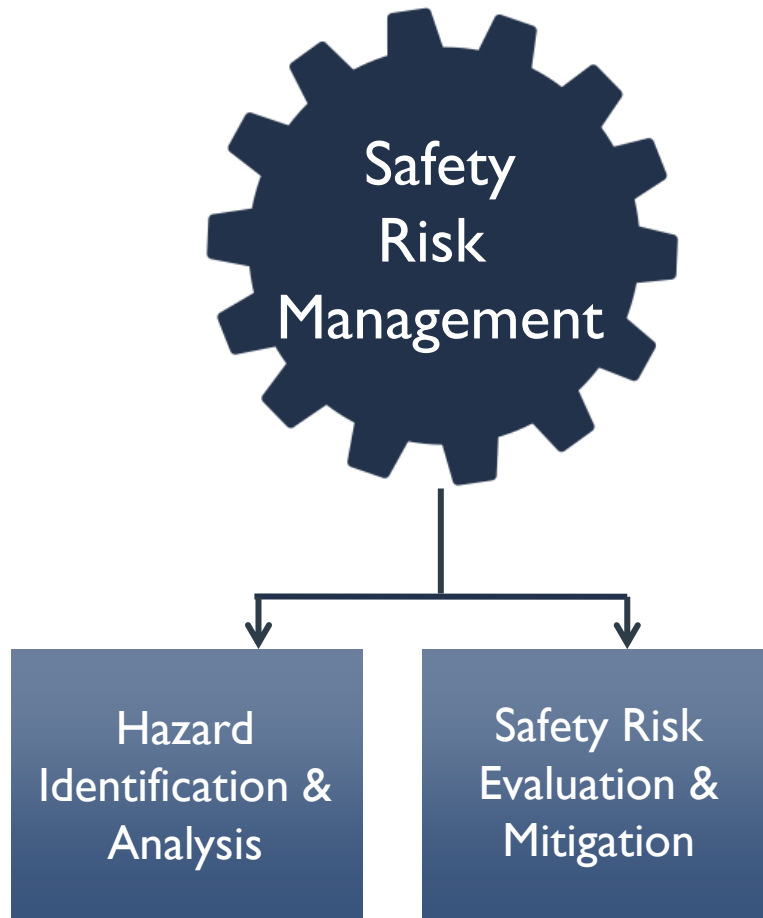 Safety
Risk
Management
Hazard
Identification &
Analysis
Safety Risk
Evaluation &
Mitigation